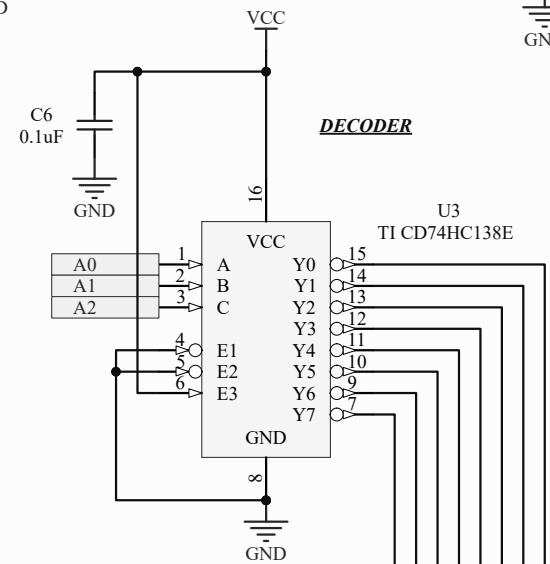 D
VCC
GN
C6
0.1uF
DECODER
GND
16
U3
TI CD74HC138E
VCC
A0 1 A Y0 15
A1 2 B Y1 14
A2 3 C Y2 13
Y3 12
4 E1 Y4 11
5 E2 Y5 10
6 E3 Y6 9
Y7 7
GND
8
GND